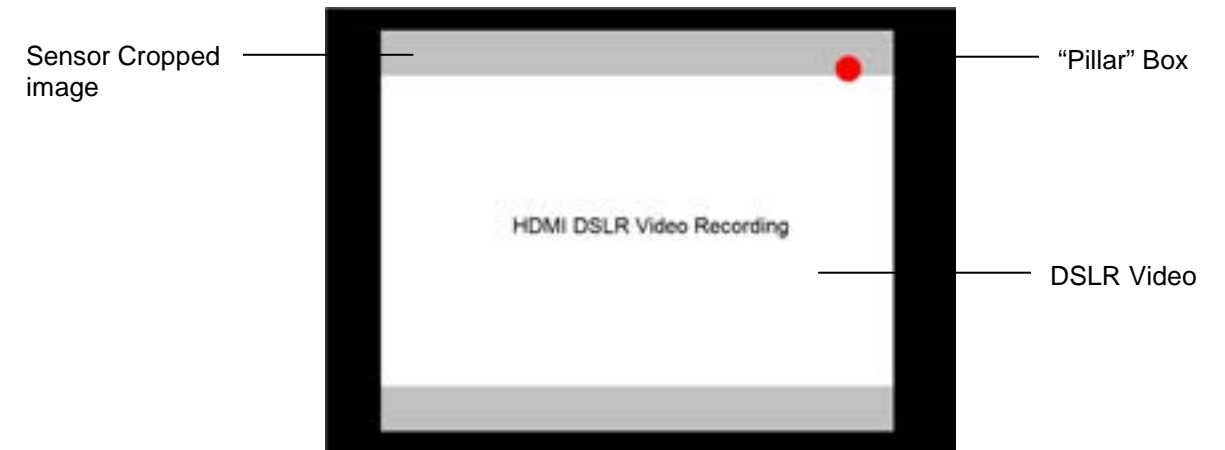 Sensor Cropped
image
“Pillar” Box
HDMI DSLR Video Recording
DSLR Video